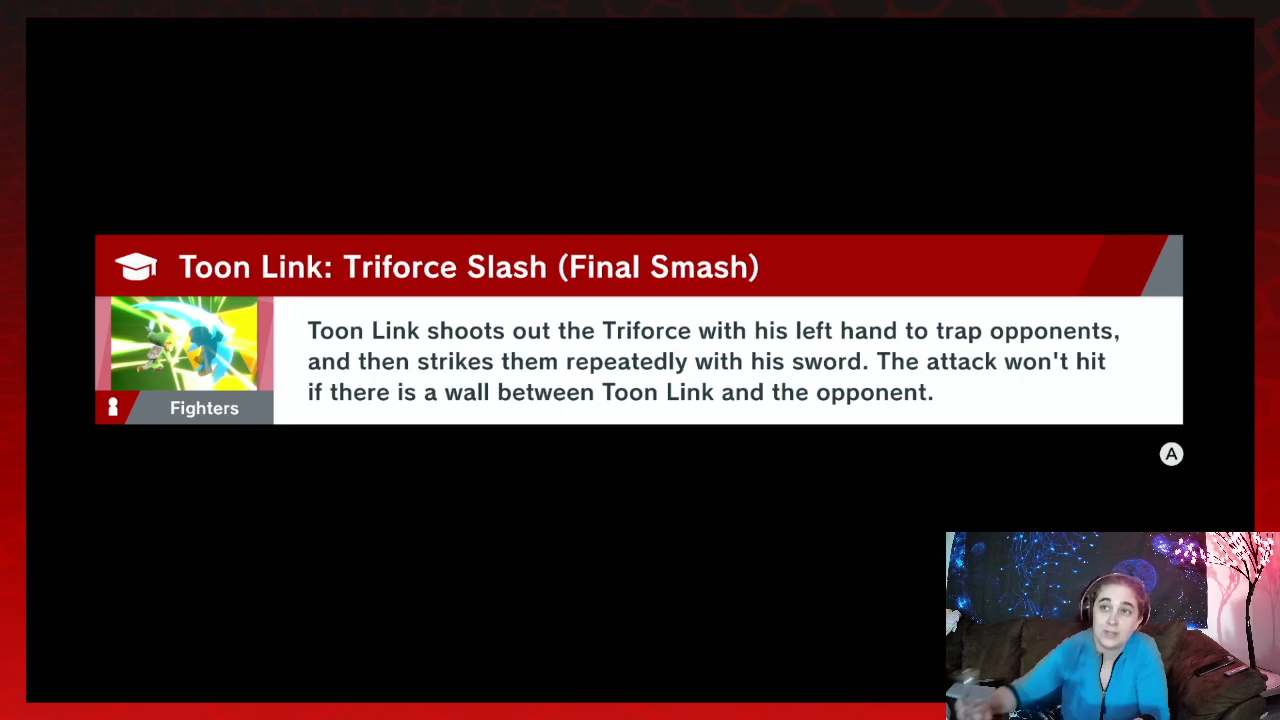 Toon Link: Triforce Slash (Final Smash)
Toon Link shoots out the Triforce with his left hand to trap opponents,
and then strikes them repeatedly with his sword. The attack won't hit
if there is a wall between Toon Link and the opponent.
Fighters
A